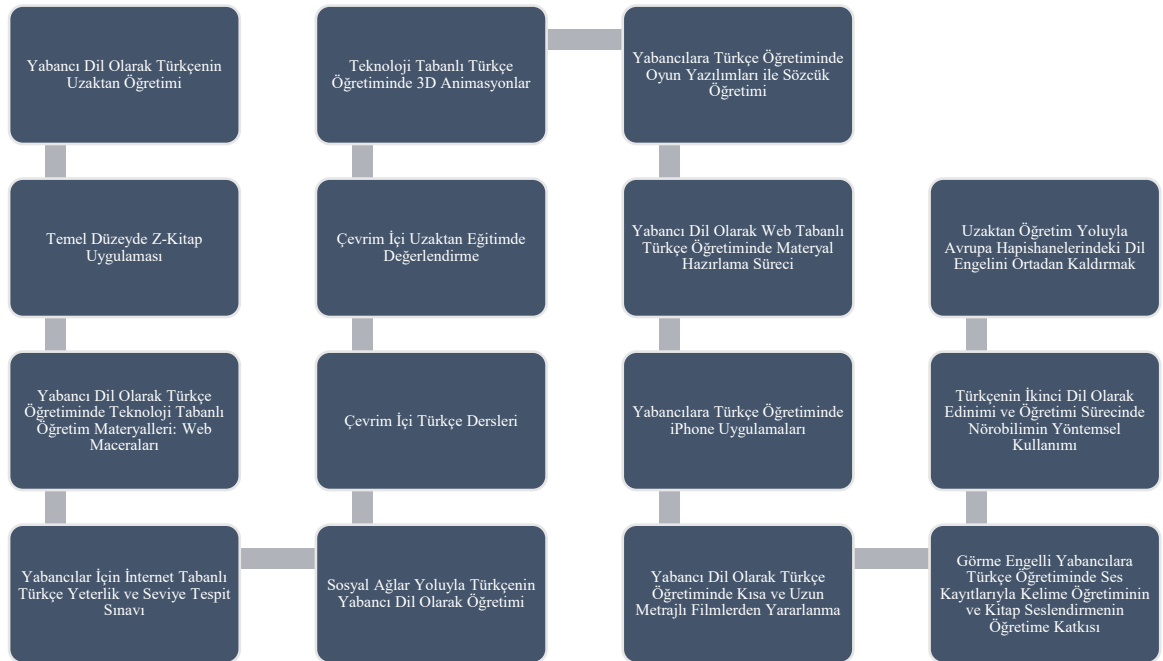 Yabancı Dil Olarak Türkçenin
Uzaktan Öğretimi
Temel Düzeyde Z-Kitap
Uygulaması
Yabancı Dil Olarak Türkçe
Öğretiminde Teknoloji Tabanlı
Öğretim Materyalleri: Web
Maceraları
Yabancılar İçin İnternet Tabanlı
Türkçe Yeterlik ve Seviye Tespit
Sınavı
Sosyal Ağlar Yoluyla Türkçenin
Yabancı Dil Olarak Öğretimi
Çevrim İçi Türkçe Dersleri
Çevrim İçi Uzaktan Eğitimde
Değerlendirme
Teknoloji Tabanlı Türkçe
Öğretiminde 3D Animasyonlar
Yabancılara Türkçe Öğretiminde
Oyun Yazılımları ile Sözcük
Öğretimi
Yabancı Dil Olarak Web Tabanlı
Türkçe Öğretiminde Materyal
Hazırlama Süreci
Yabancılara Türkçe Öğretiminde
iPhone Uygulamaları
Yabancı Dil Olarak Türkçe
Öğretiminde Kısa ve Uzun
Metrajlı Filmlerden Yararlanma
Görme Engelli Yabancılara
Türkçe Öğretiminde Ses
Kayıtlarıyla Kelime Öğretiminin
ve Kitap Seslendirmenin
Öğretime Katkısı
Türkçenin İkinci Dil Olarak
Edinimi ve Öğretimi Sürecinde
Nörobilimin Yöntemsel
Kullanımı
Uzaktan Öğretim Yoluyla
Avrupa Hapishanelerindeki Dil
Engelini Ortadan Kaldırmak